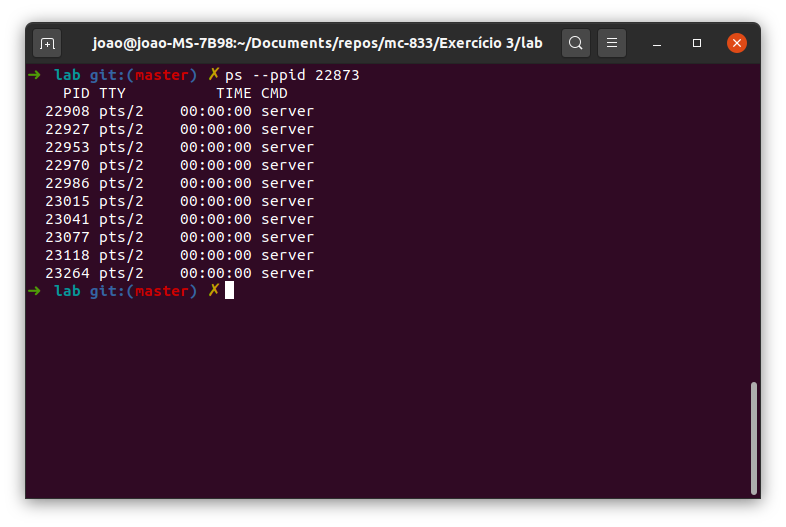 joao@joao-MS-7B98:~/Documents/repos/mc-833/Exercício 3/lab
➜ lab git:(master) ✗ ps --ppid 22873
PID TTY TIME CMD
22908 pts/2 00:00:00 server
22927 pts/2 00:00:00 server
22953 pts/2 00:00:00 server
22970 pts/2 00:00:00 server
22986 pts/2 00:00:00 server
23015 pts/2 00:00:00 server
23041 pts/2 00:00:00 server
23077 pts/2 00:00:00 server
23118 pts/2 00:00:00 server
23264 pts/2 00:00:00 server
➜ lab git:(master) ✗